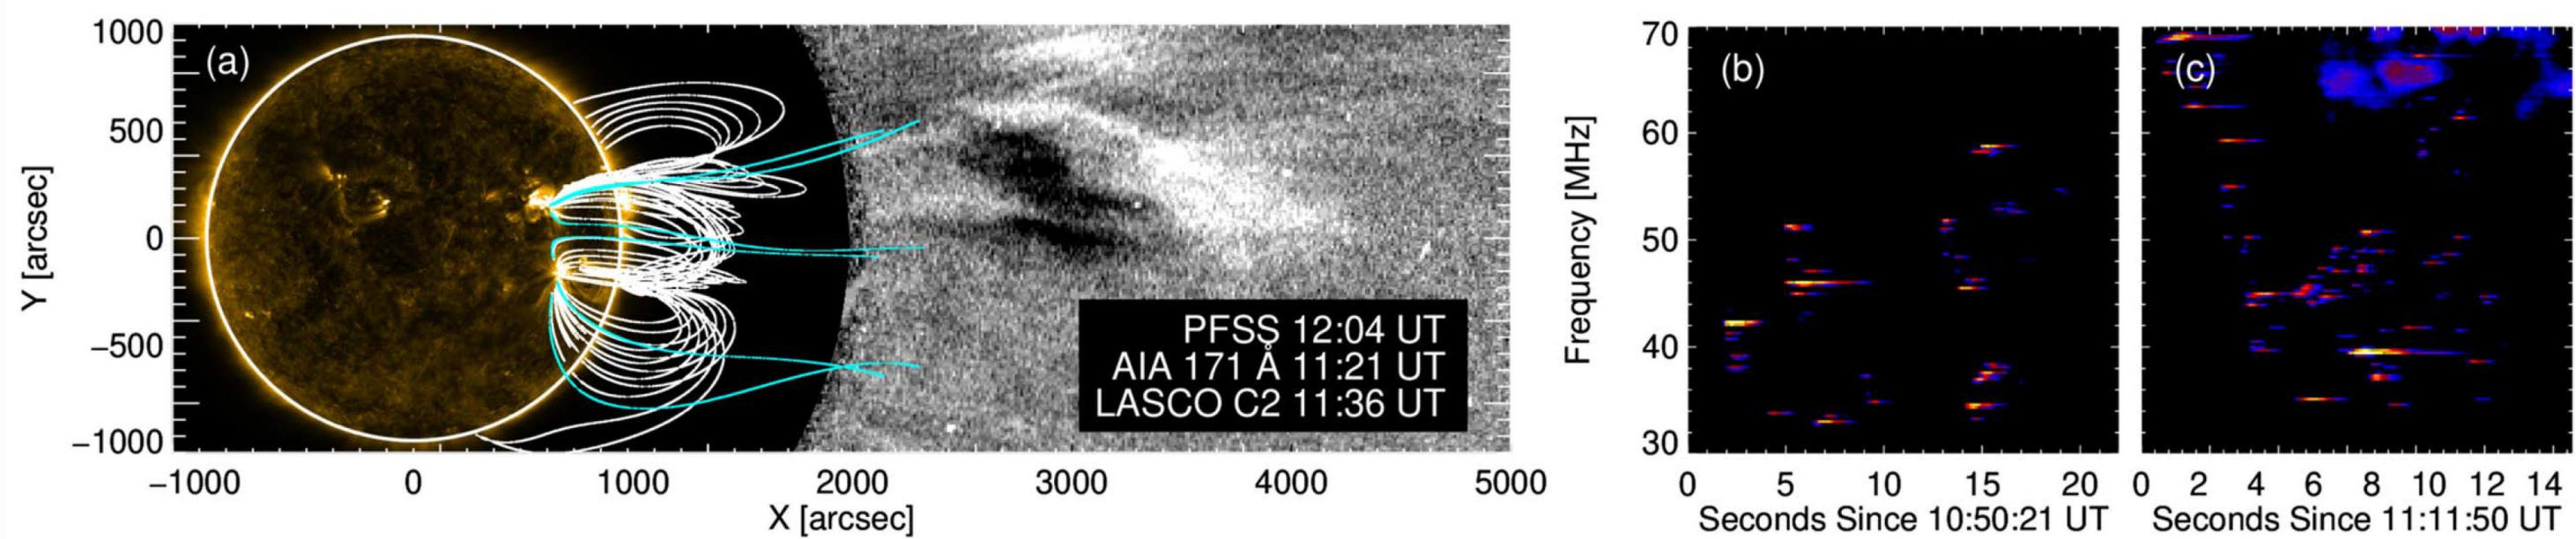 (a)
1000
500
0
−500
−1000
Y [arcsec]
−1000 0 1000 2000 3000 4000 5000
X [arcsec]
PFSS 12:04 UT
AIA 171 Å 11:21 UT
LASCO C2 11:36 UT
(b)
70
60
50
40
30
Frequency [MHz]
0 5 10 15 20
Seconds Since 10:50:21 UT
(c)
0 2 4 6 8 10 12 14
Seconds Since 11:11:50 UT